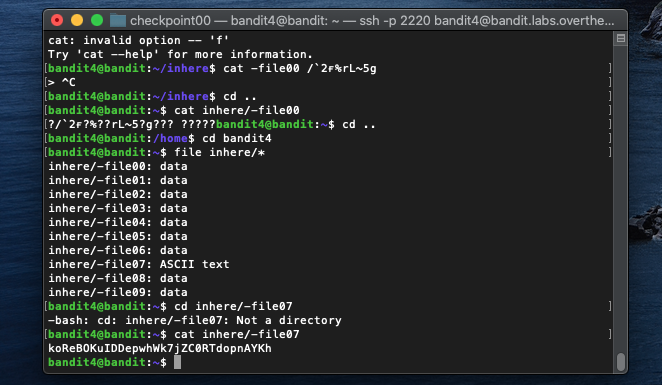 checkpoint00 — bandit4@bandit: ~ — ssh -p 2220 bandit4@bandit.labs.overthe...
cat: invalid option -- 'f'
Try 'cat --help' for more information.
[bandit4@bandit:~/inhere$ cat -file00 /`2ғ%rL~5g ]
> ^C
[bandit4@bandit:~/inhere$ cd .. ]
[bandit4@bandit:~$ cat inhere/-file00 ]
[?/`2ғ?%??rL~5?g??? ?????bandit4@bandit:~$ cd .. ]
[bandit4@bandit:/home$ cd bandit4 ]
[bandit4@bandit:~$ file inhere/* ]
inhere/-file00: data
inhere/-file01: data
inhere/-file02: data
inhere/-file03: data
inhere/-file04: data
inhere/-file05: data
inhere/-file06: data
inhere/-file07: ASCII text
inhere/-file08: data
inhere/-file09: data
[bandit4@bandit:~$ cd inhere/-file07 ]
-bash: cd: inhere/-file07: Not a directory
[bandit4@bandit:~$ cat inhere/-file07 ]
koReBOKuIDDepwhWk7jZC0RTdopnAYKh
bandit4@bandit:~$